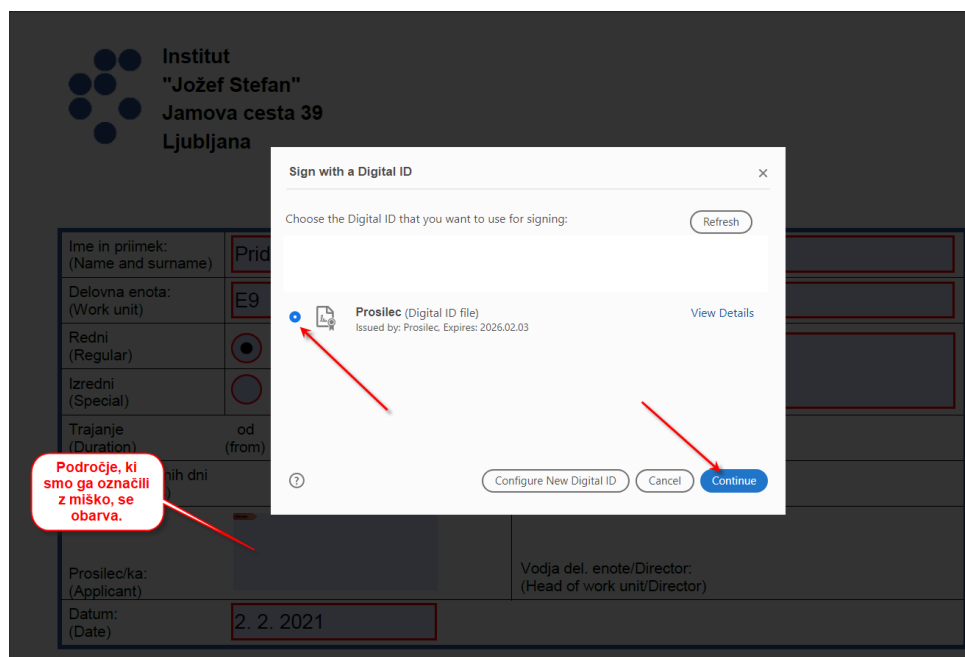 Institut
"Jožef Stefan"
Jamova cesta 39
Ljubljana
Sign with a Digital ID
Choose the Digital ID that you want to use for signing:
Refresh
Prosilec (Digital ID file)
View Details
Issued by: Prosilec, Expires: 2026.02.03
Configure New Digital ID
Cancel
Continue
Ime in priimek:
(Name and surname)
Prid
Delovna enota:
(Work unit)
E9
Redni
(Regular)
Izredni
(Special)
Trajanje
(Duration)
od
(from)
nih dni
Področje, ki
smo ga označili
z miško, se
obarva.
Prosilec/ka:
(Applicant)
Vodja del. enote/Director:
(Head of work unit/Director)
Datum:
(Date)
2. 2. 2021